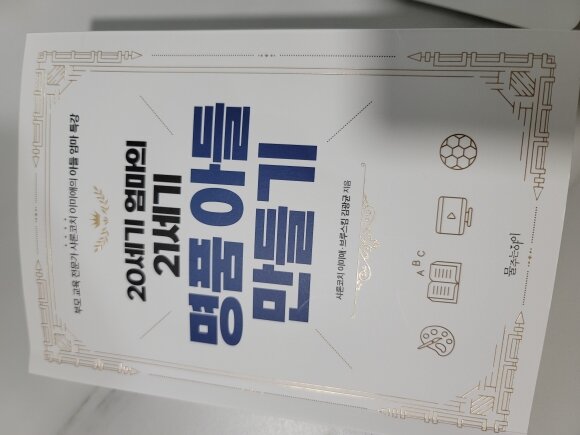 부모 교육 전문가 샤론코치 이미애의 아들 엄마 특강
20세기 엄마의
21세기
명품 아들
만들기
샤론코치 이미애·브루스킴 김광균 지음
A B C
물주는아이